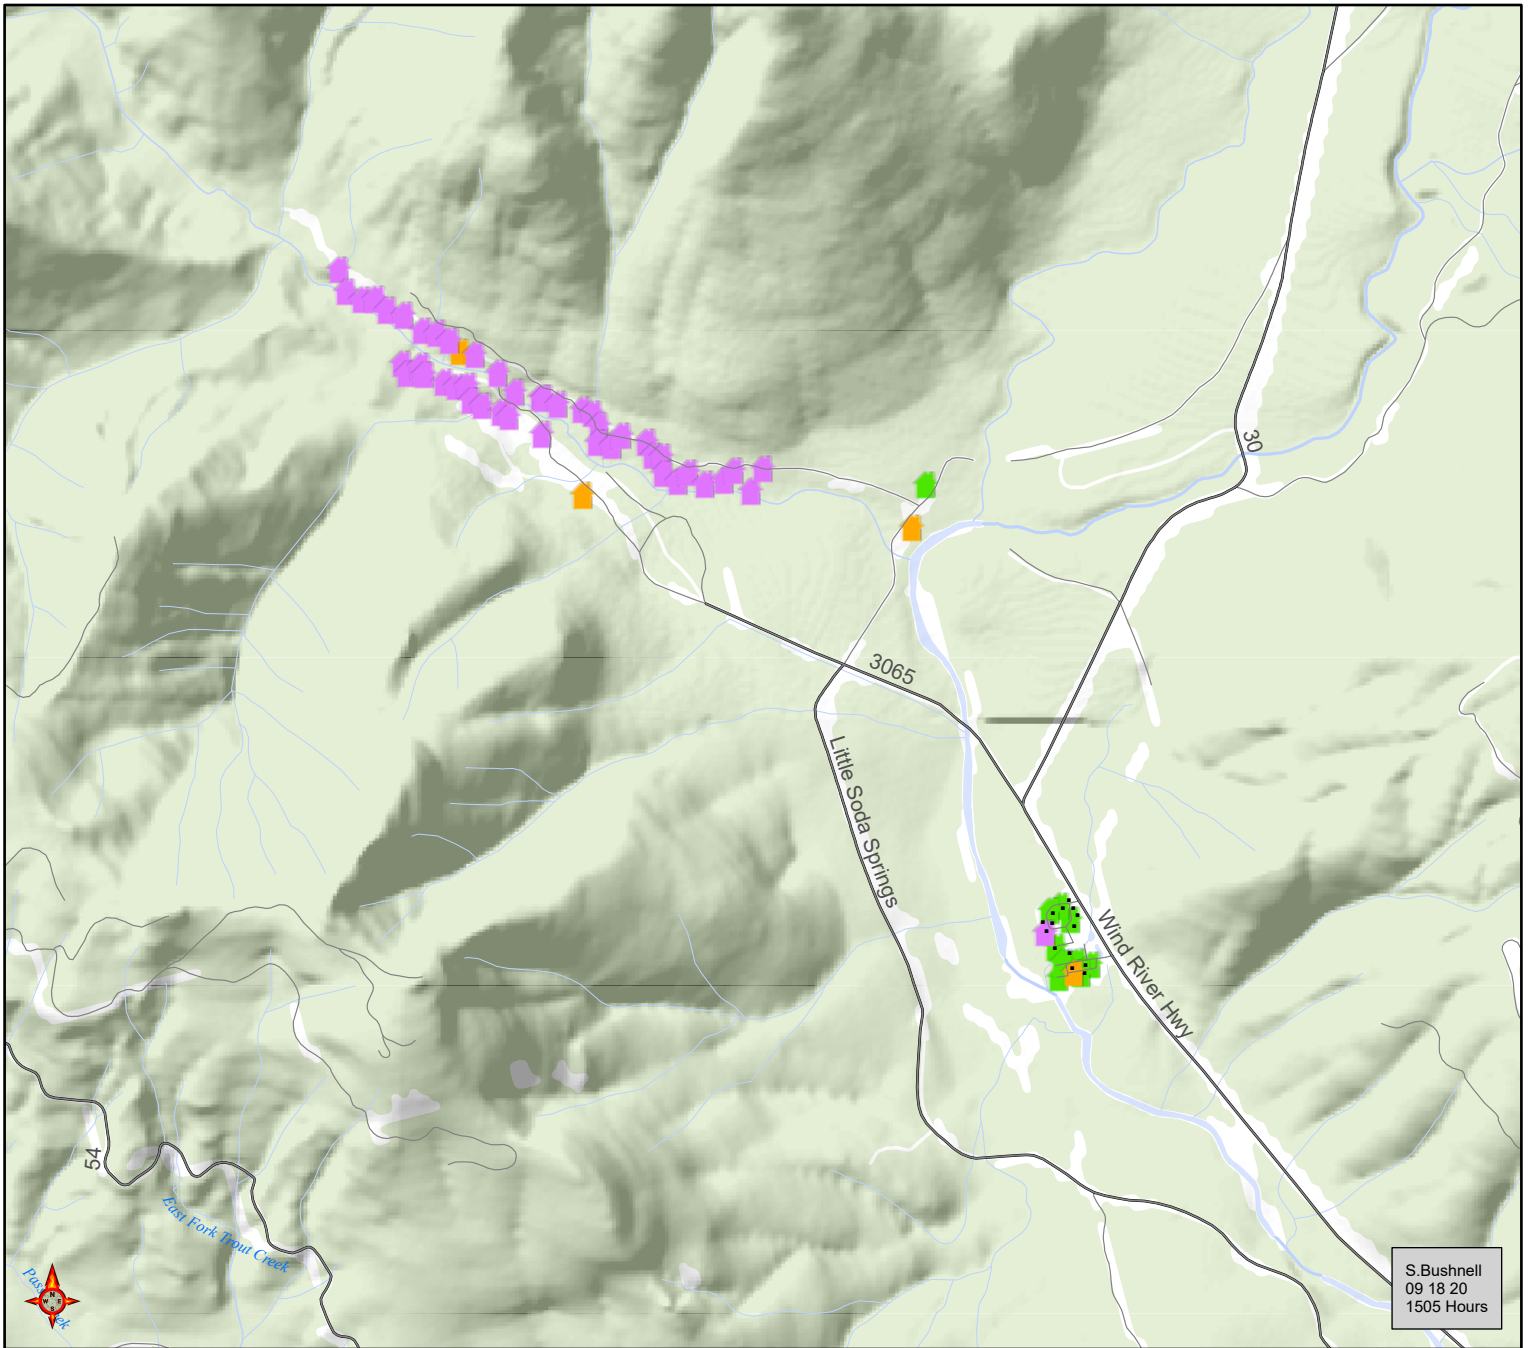 30
3065
Little Soda Springs
Wind River Hwy
54
East Fork Trout Creek
N
W E
S
S.Bushnell
09 18 20
1505 Hours